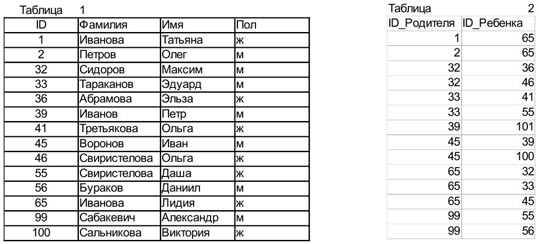 Таблица 1
ID Фамилия Имя Пол
1 Иванова Татьяна ж
2 Петров Олег м
32 Сидоров Максим м
33 Тараканов Эдуард м
36 Абрамова Эльза ж
39 Иванов Петр м
41 Третьякова Ольга ж
45 Воронов Иван м
46 Свиристелова Ольга ж
55 Свиристелова Даша ж
56 Бураков Даниил м
65 Иванова Лидия ж
99 Сабакевич Александр м
100 Сальникова Виктория ж
Таблица 2
ID_Родителя ID_Ребенка
1 65
2 65
32 36
32 46
33 41
33 55
39 101
45 39
45 100
65 32
65 33
65 45
99 55
99 56